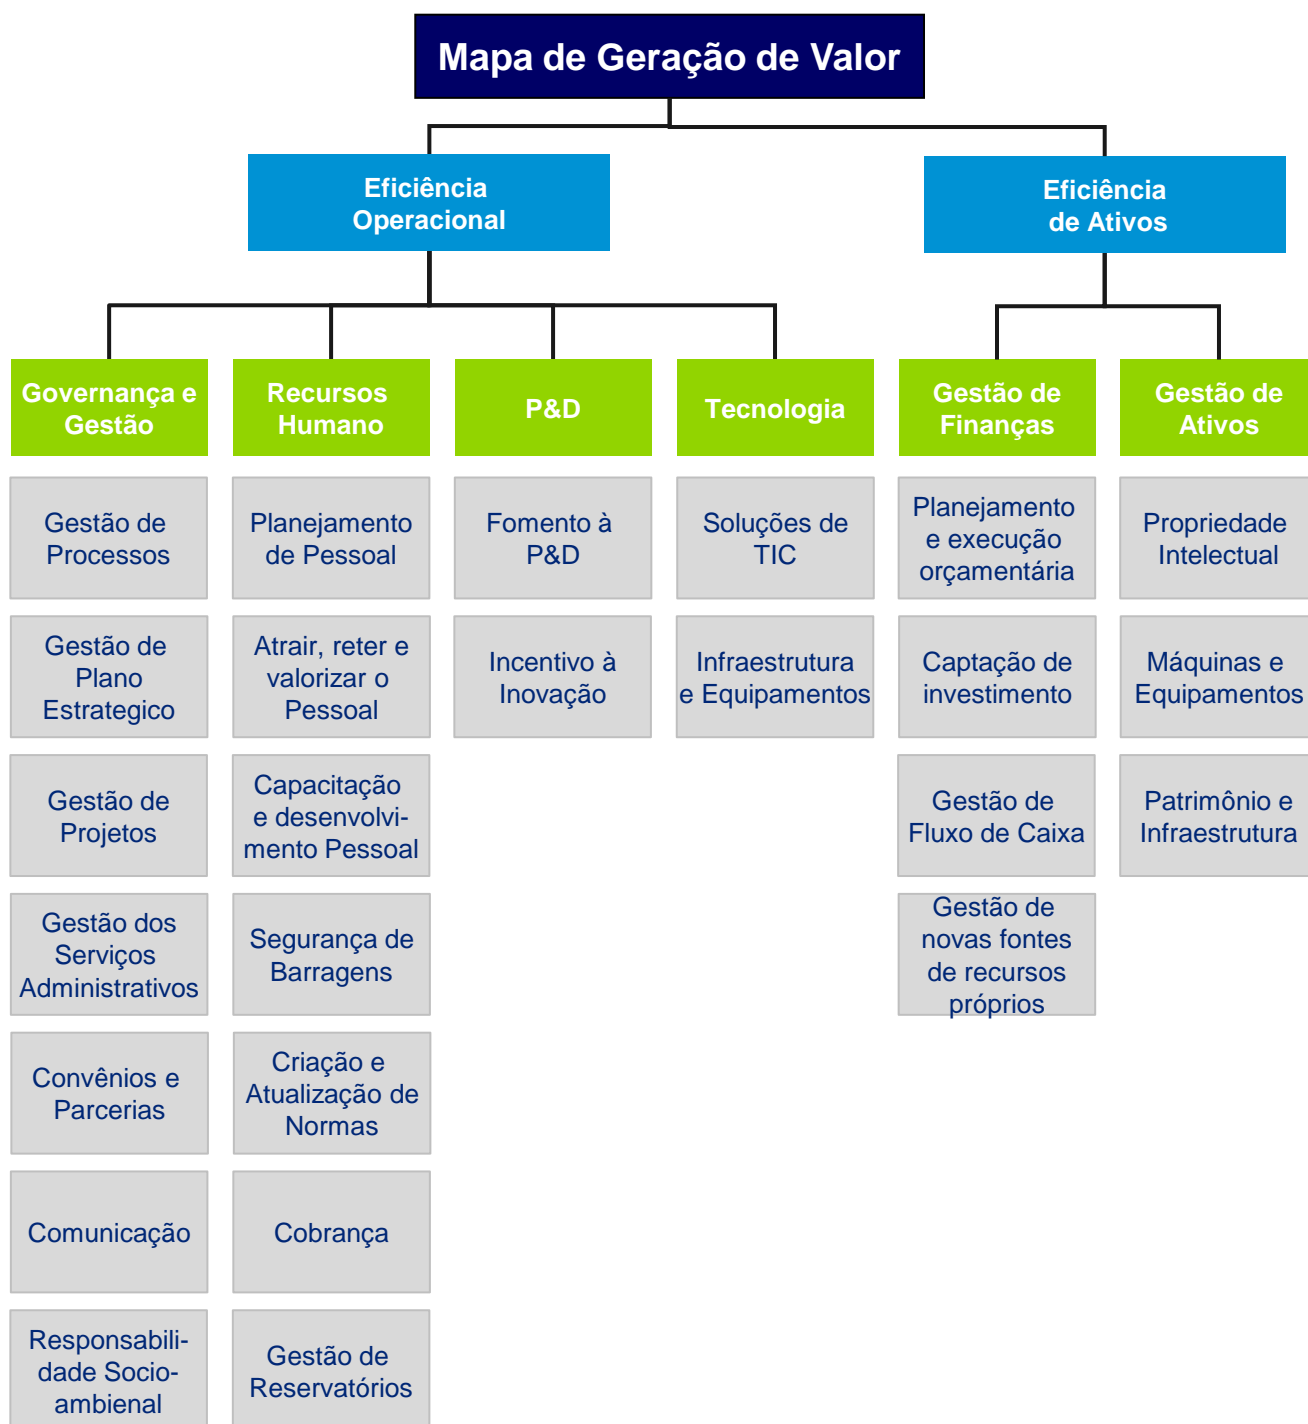 Mapa de Geração de Valor
Eficiência
Operacional
Eficiência
de Ativos
Governança e
Gestão
Recursos
Humano
P&D
Tecnologia
Gestão de
Finanças
Gestão de
Ativos
Gestão de
Processos
Planejamento
de Pessoal
Fomento à
P&D
Soluções de
TIC
Planejamento
e execução
orçamentária
Propriedade
Intelectual
Gestão de
Plano
Estrategico
Atrair, reter e
valorizar o
Pessoal
Incentivo à
Inovação
Infraestrutura
e Equipamentos
Captação de
investimento
Máquinas e
Equipamentos
Gestão de
Projetos
Capacitação
e desenvolvi-
mento Pessoal
Gestão de
Fluxo de Caixa
Patrimônio e
Infraestrutura
Gestão dos
Serviços
Administrativos
Segurança de
Barragens
Gestão de
novas fontes
de recursos
próprios
Convênios e
Parcerias
Criação e
Atualização de
Normas
Comunicação
Cobrança
Responsabili-
dade Socio-
ambienal
Gestão de
Reservatórios